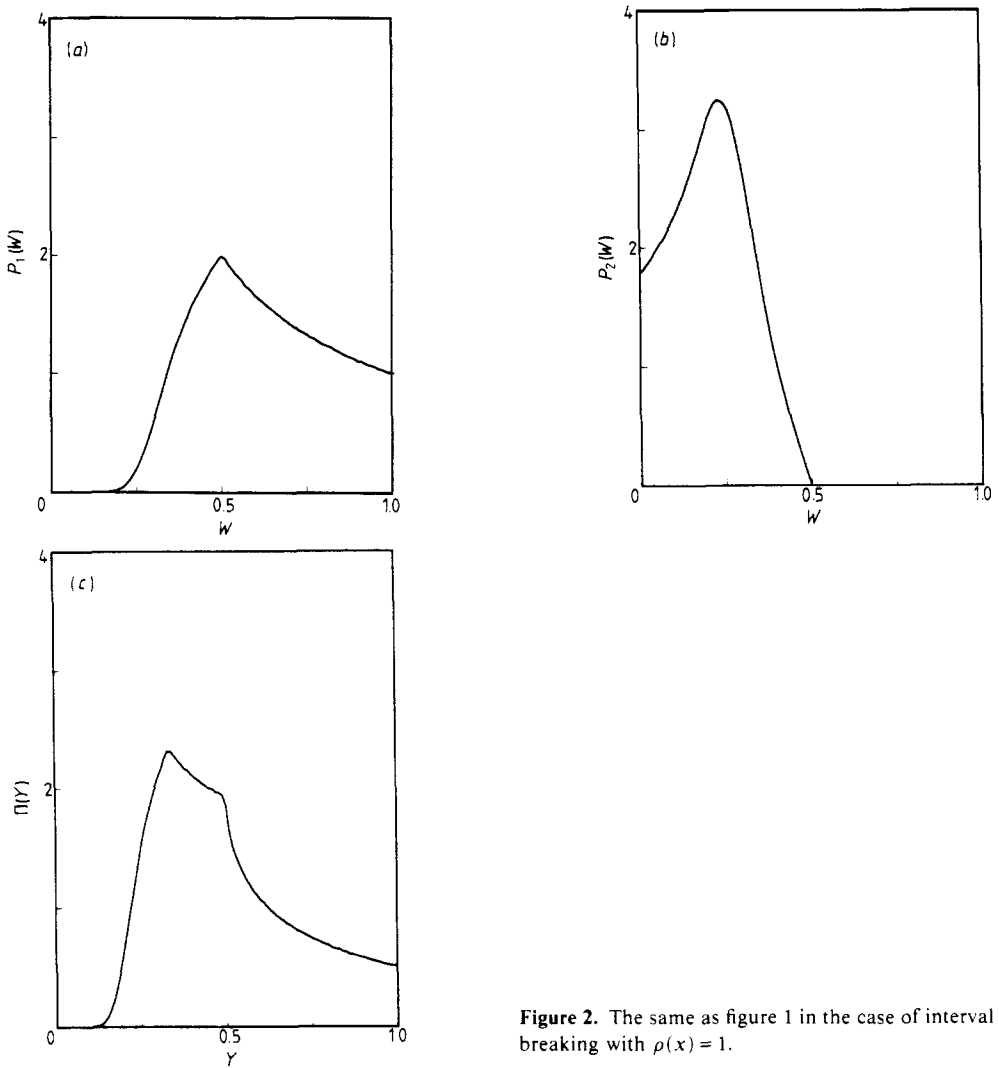 4
(a)
P₁(W)
2
0
0.5
1.0
W
4
(b)
P₂(W)
2
0
0.5
1.0
W
4
(c)
Π(Y)
2
0
0.5
1 0
Y
Figure 2. The same as figure 1 in the case of interval
breaking with ρ(x) = 1.